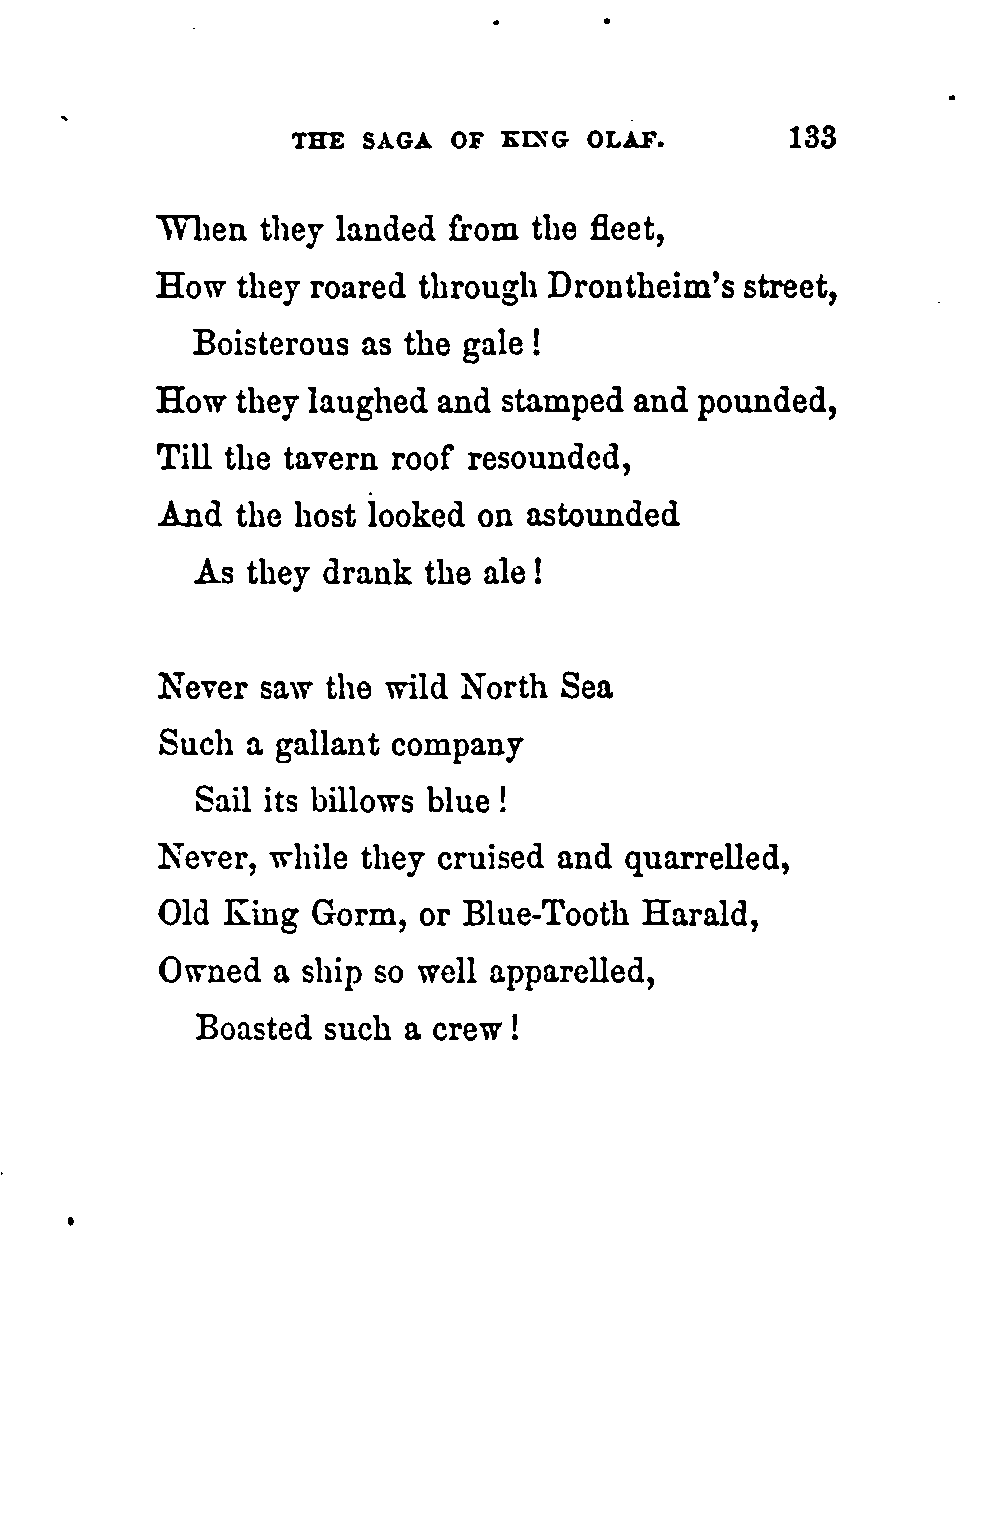 THE SAGA OF KING OLAF. 133
When they landed from the fleet,
How they roared through Drontheim's street,
Boisterous as the gale !
How they laughed and stamped and pounded,
Till the tavern roof resounded,
And the host looked on astounded
As they drank the ale !
Never saw the wild North Sea
Such a gallant company
Sail its billows blue !
Never, while they cruised and quarrelled,
Old King Gorm, or Blue-Tooth Harald,
Owned a ship so well apparelled,
Boasted such a crew !